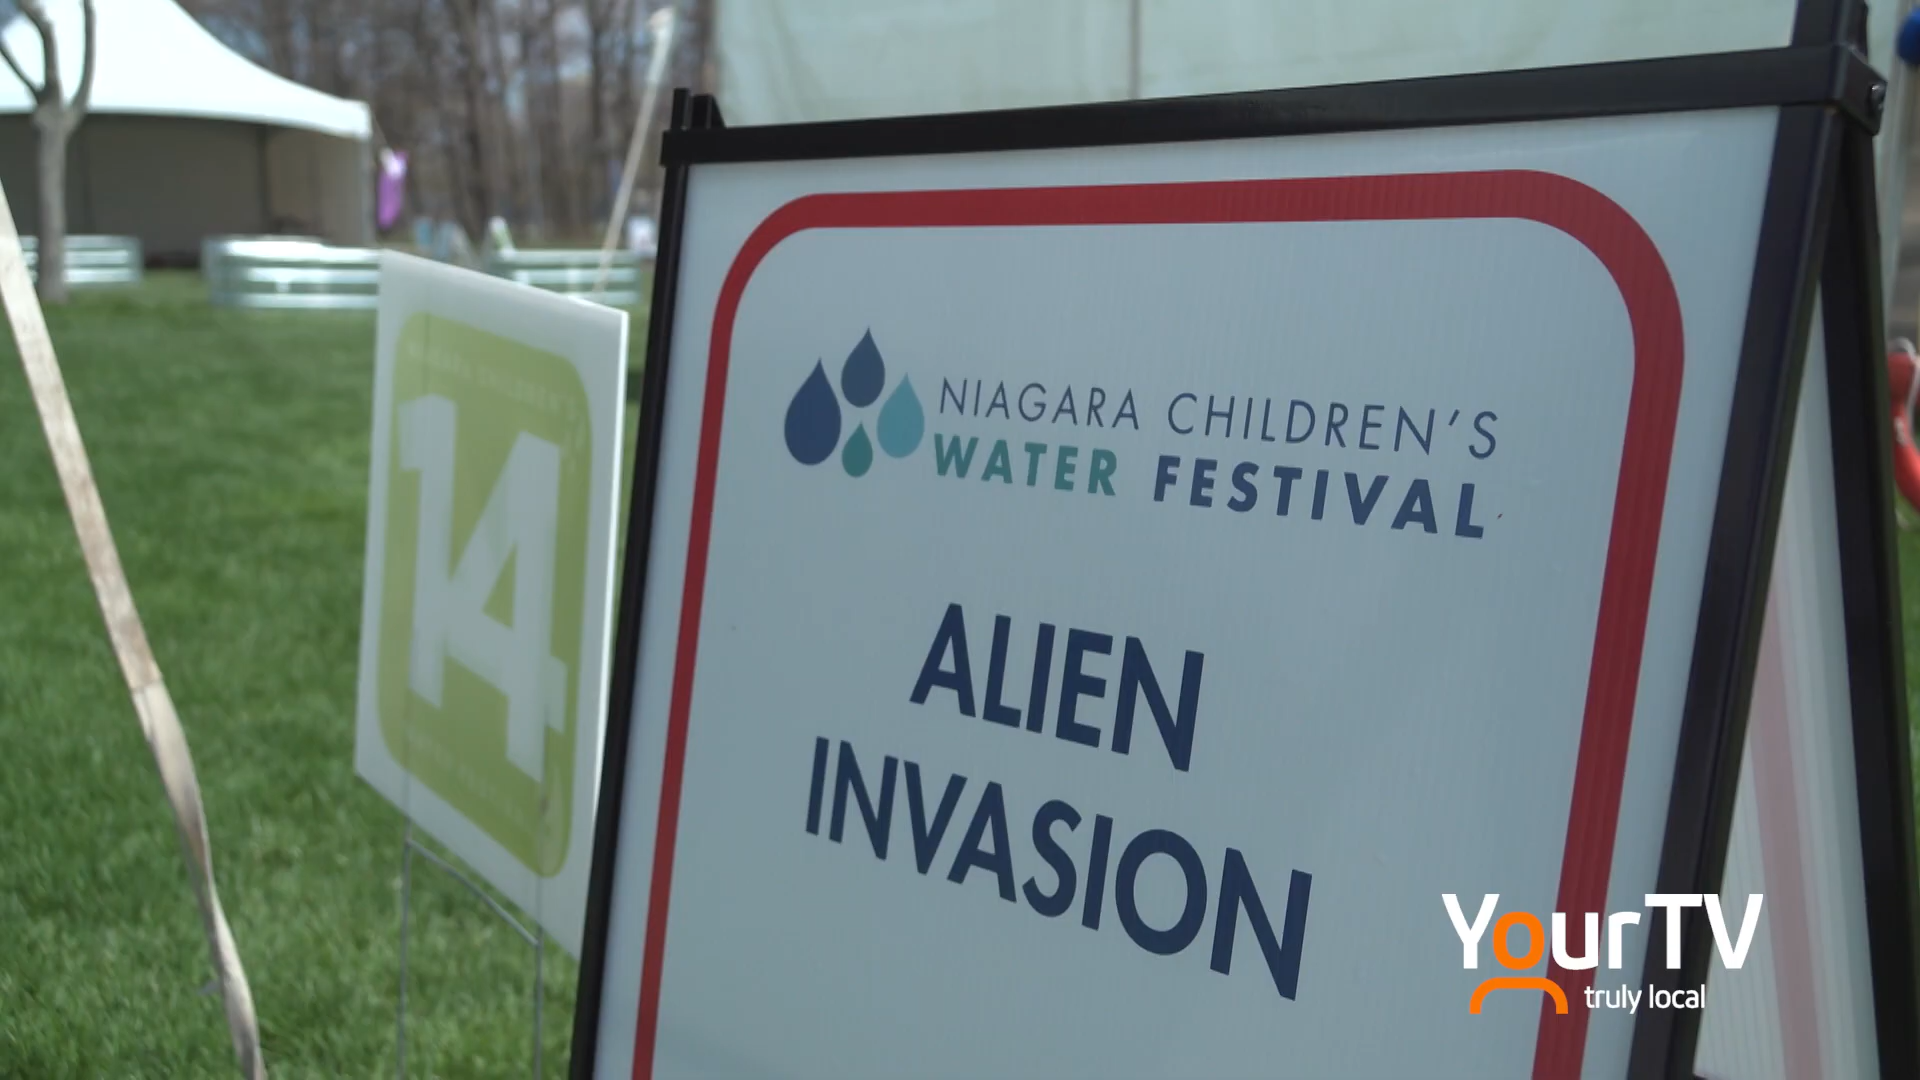 NIAGARA CHILDREN'S
WATER FESTIVAL
ALIEN
INVASION
14
YourTV
truly local